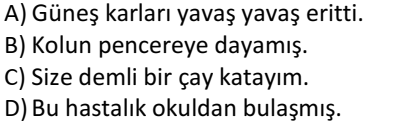 A) Güneş karları yavaş yavaş eritti.
B) Kolun pencereye dayamış.
C) Size demli bir çay katayım.
D) Bu hastalık okuldan bulaşmış.